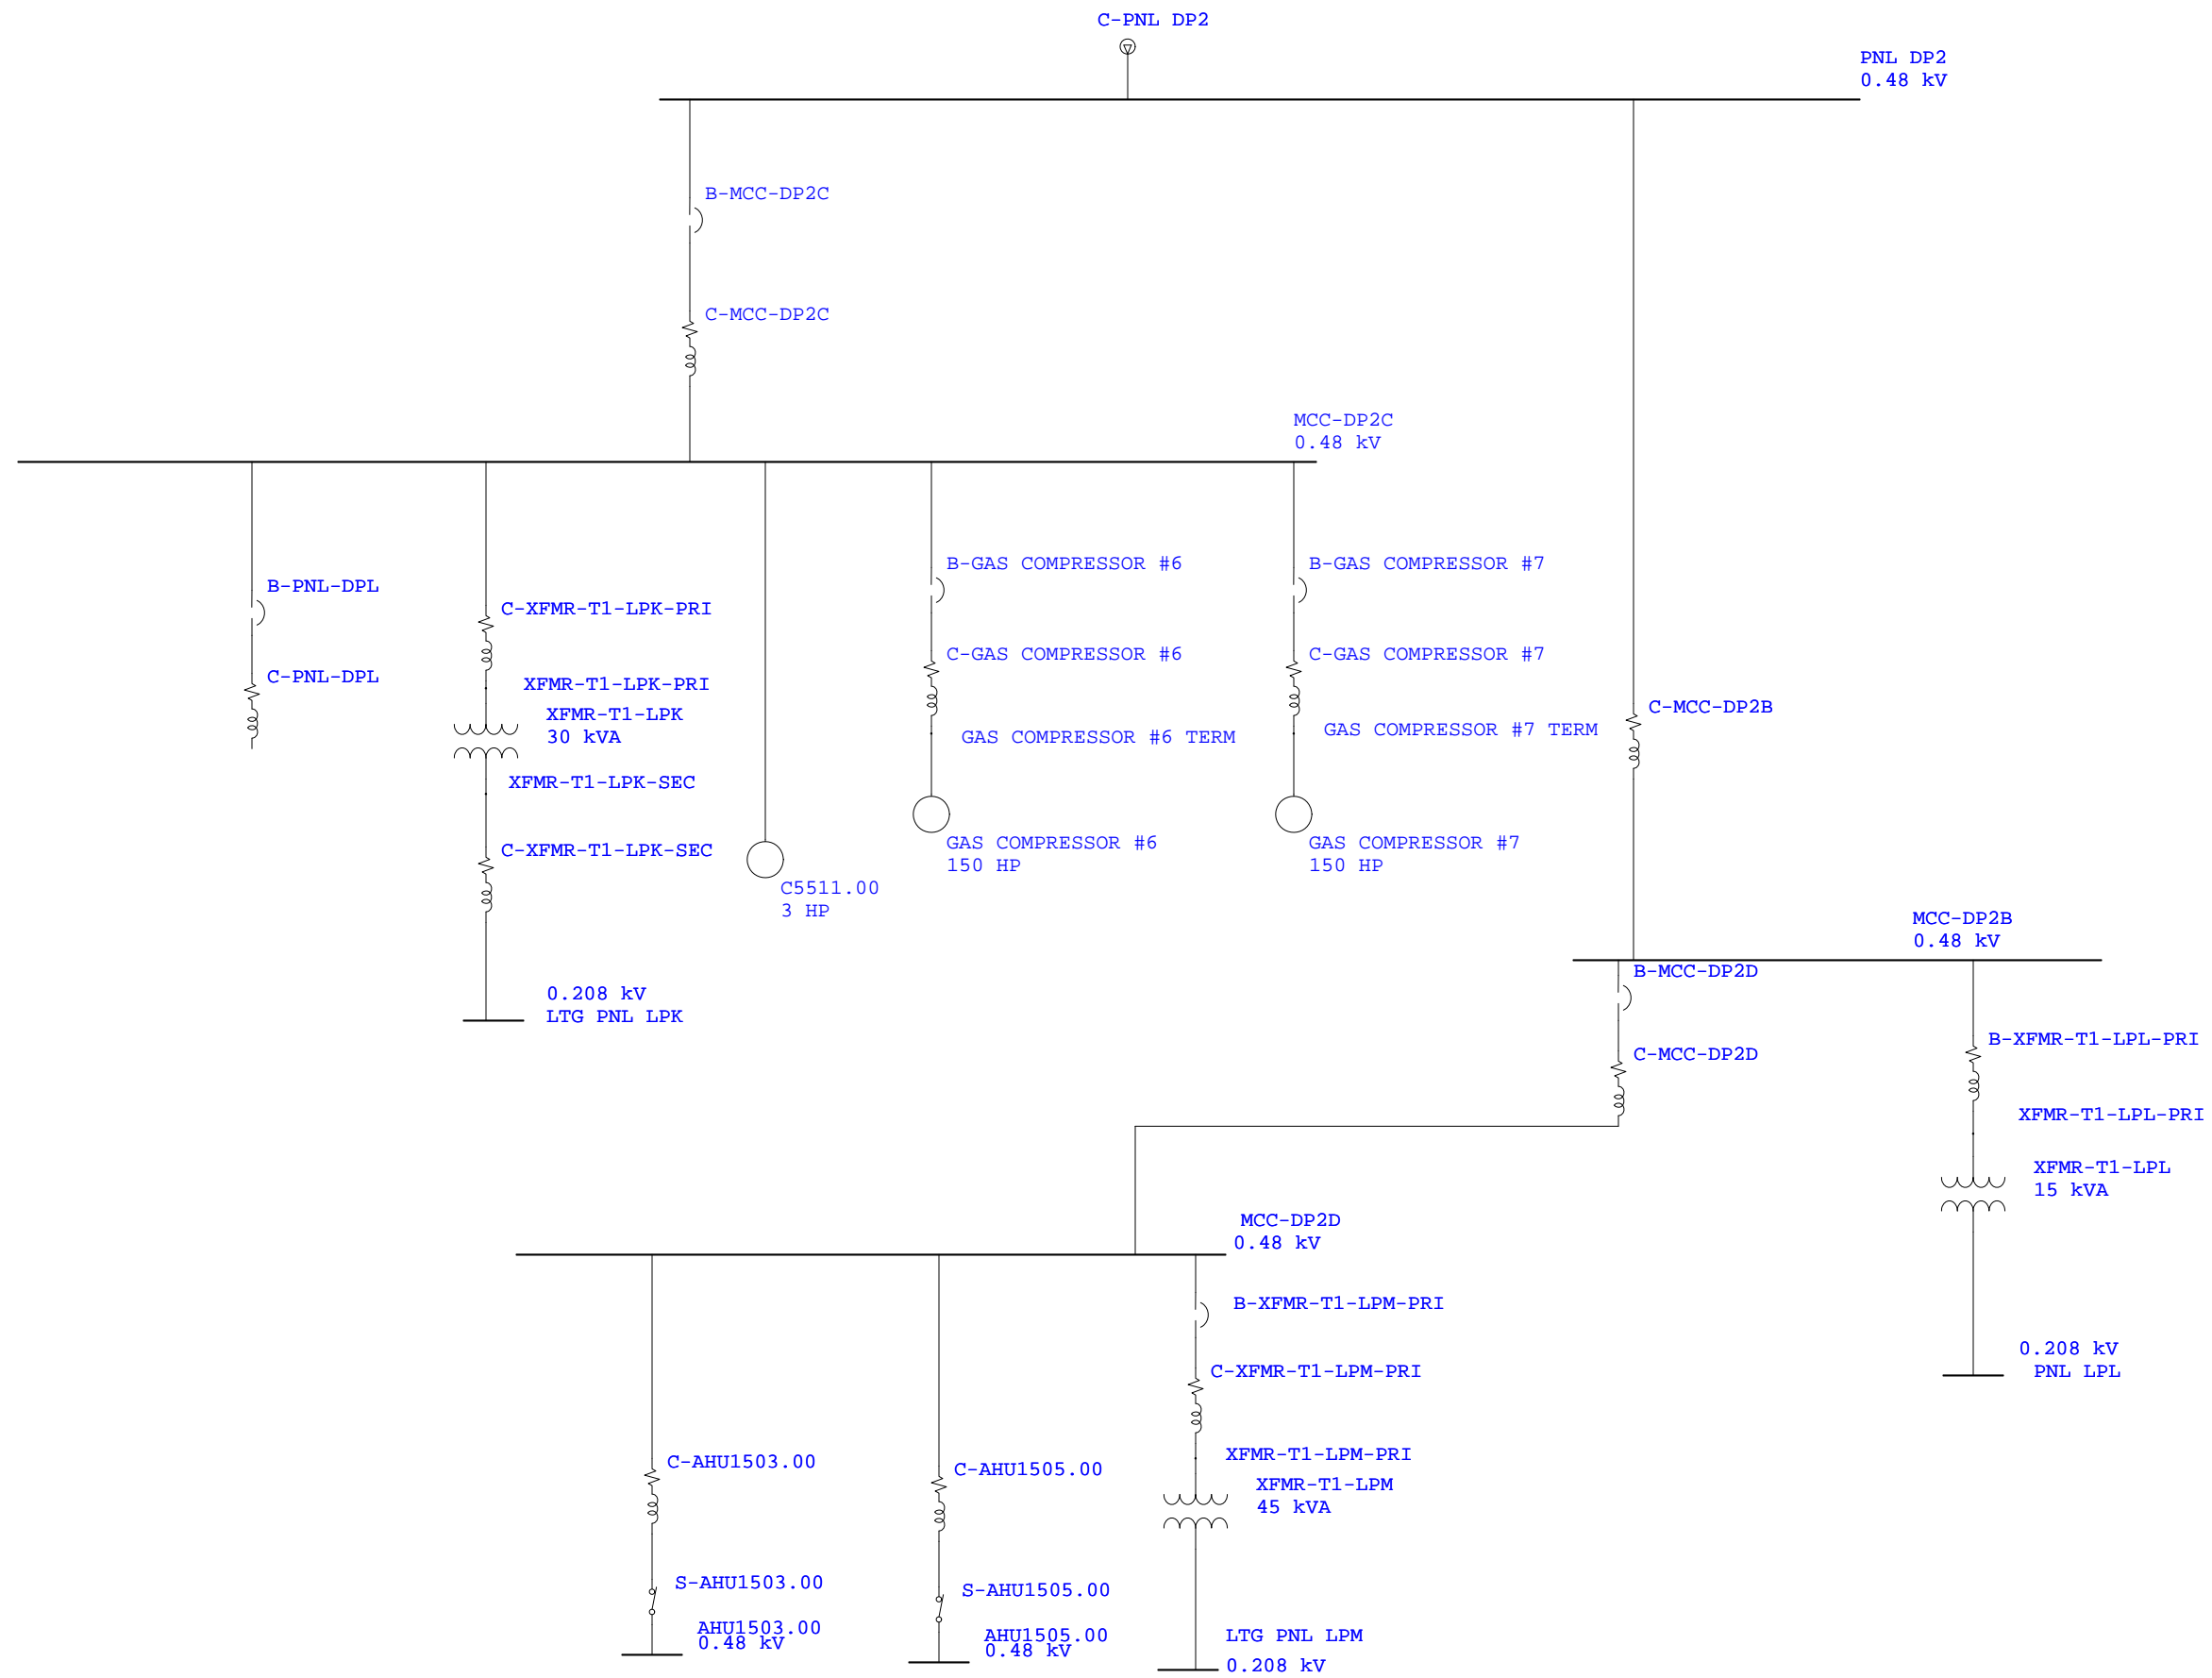 C-PNL DP2
PNL DP2
0.48 kV
B-MCC-DP2C
C-MCC-DP2C
MCC-DP2C
0.48 kV
B-PNL-DPL
C-PNL-DPL
C-XFMR-T1-LPK-PRI
XFMR-T1-LPK-PRI
XFMR-T1-LPK
30 kVA
XFMR-T1-LPK-SEC
C-XFMR-T1-LPK-SEC
0.208 kV
LTG PNL LPK
C5511.00
3 HP
B-GAS COMPRESSOR #6
C-GAS COMPRESSOR #6
GAS COMPRESSOR #6 TERM
GAS COMPRESSOR #6
150 HP
B-GAS COMPRESSOR #7
C-GAS COMPRESSOR #7
GAS COMPRESSOR #7 TERM
GAS COMPRESSOR #7
150 HP
C-MCC-DP2B
MCC-DP2B
0.48 kV
B-MCC-DP2D
C-MCC-DP2D
B-XFMR-T1-LPL-PRI
XFMR-T1-LPL-PRI
XFMR-T1-LPL
15 kVA
0.208 kV
PNL LPL
MCC-DP2D
0.48 kV
C-AHU1503.00
S-AHU1503.00
AHU1503.00
0.48 kV
C-AHU1505.00
S-AHU1505.00
AHU1505.00
0.48 kV
B-XFMR-T1-LPM-PRI
C-XFMR-T1-LPM-PRI
XFMR-T1-LPM-PRI
XFMR-T1-LPM
45 kVA
LTG PNL LPM
0.208 kV